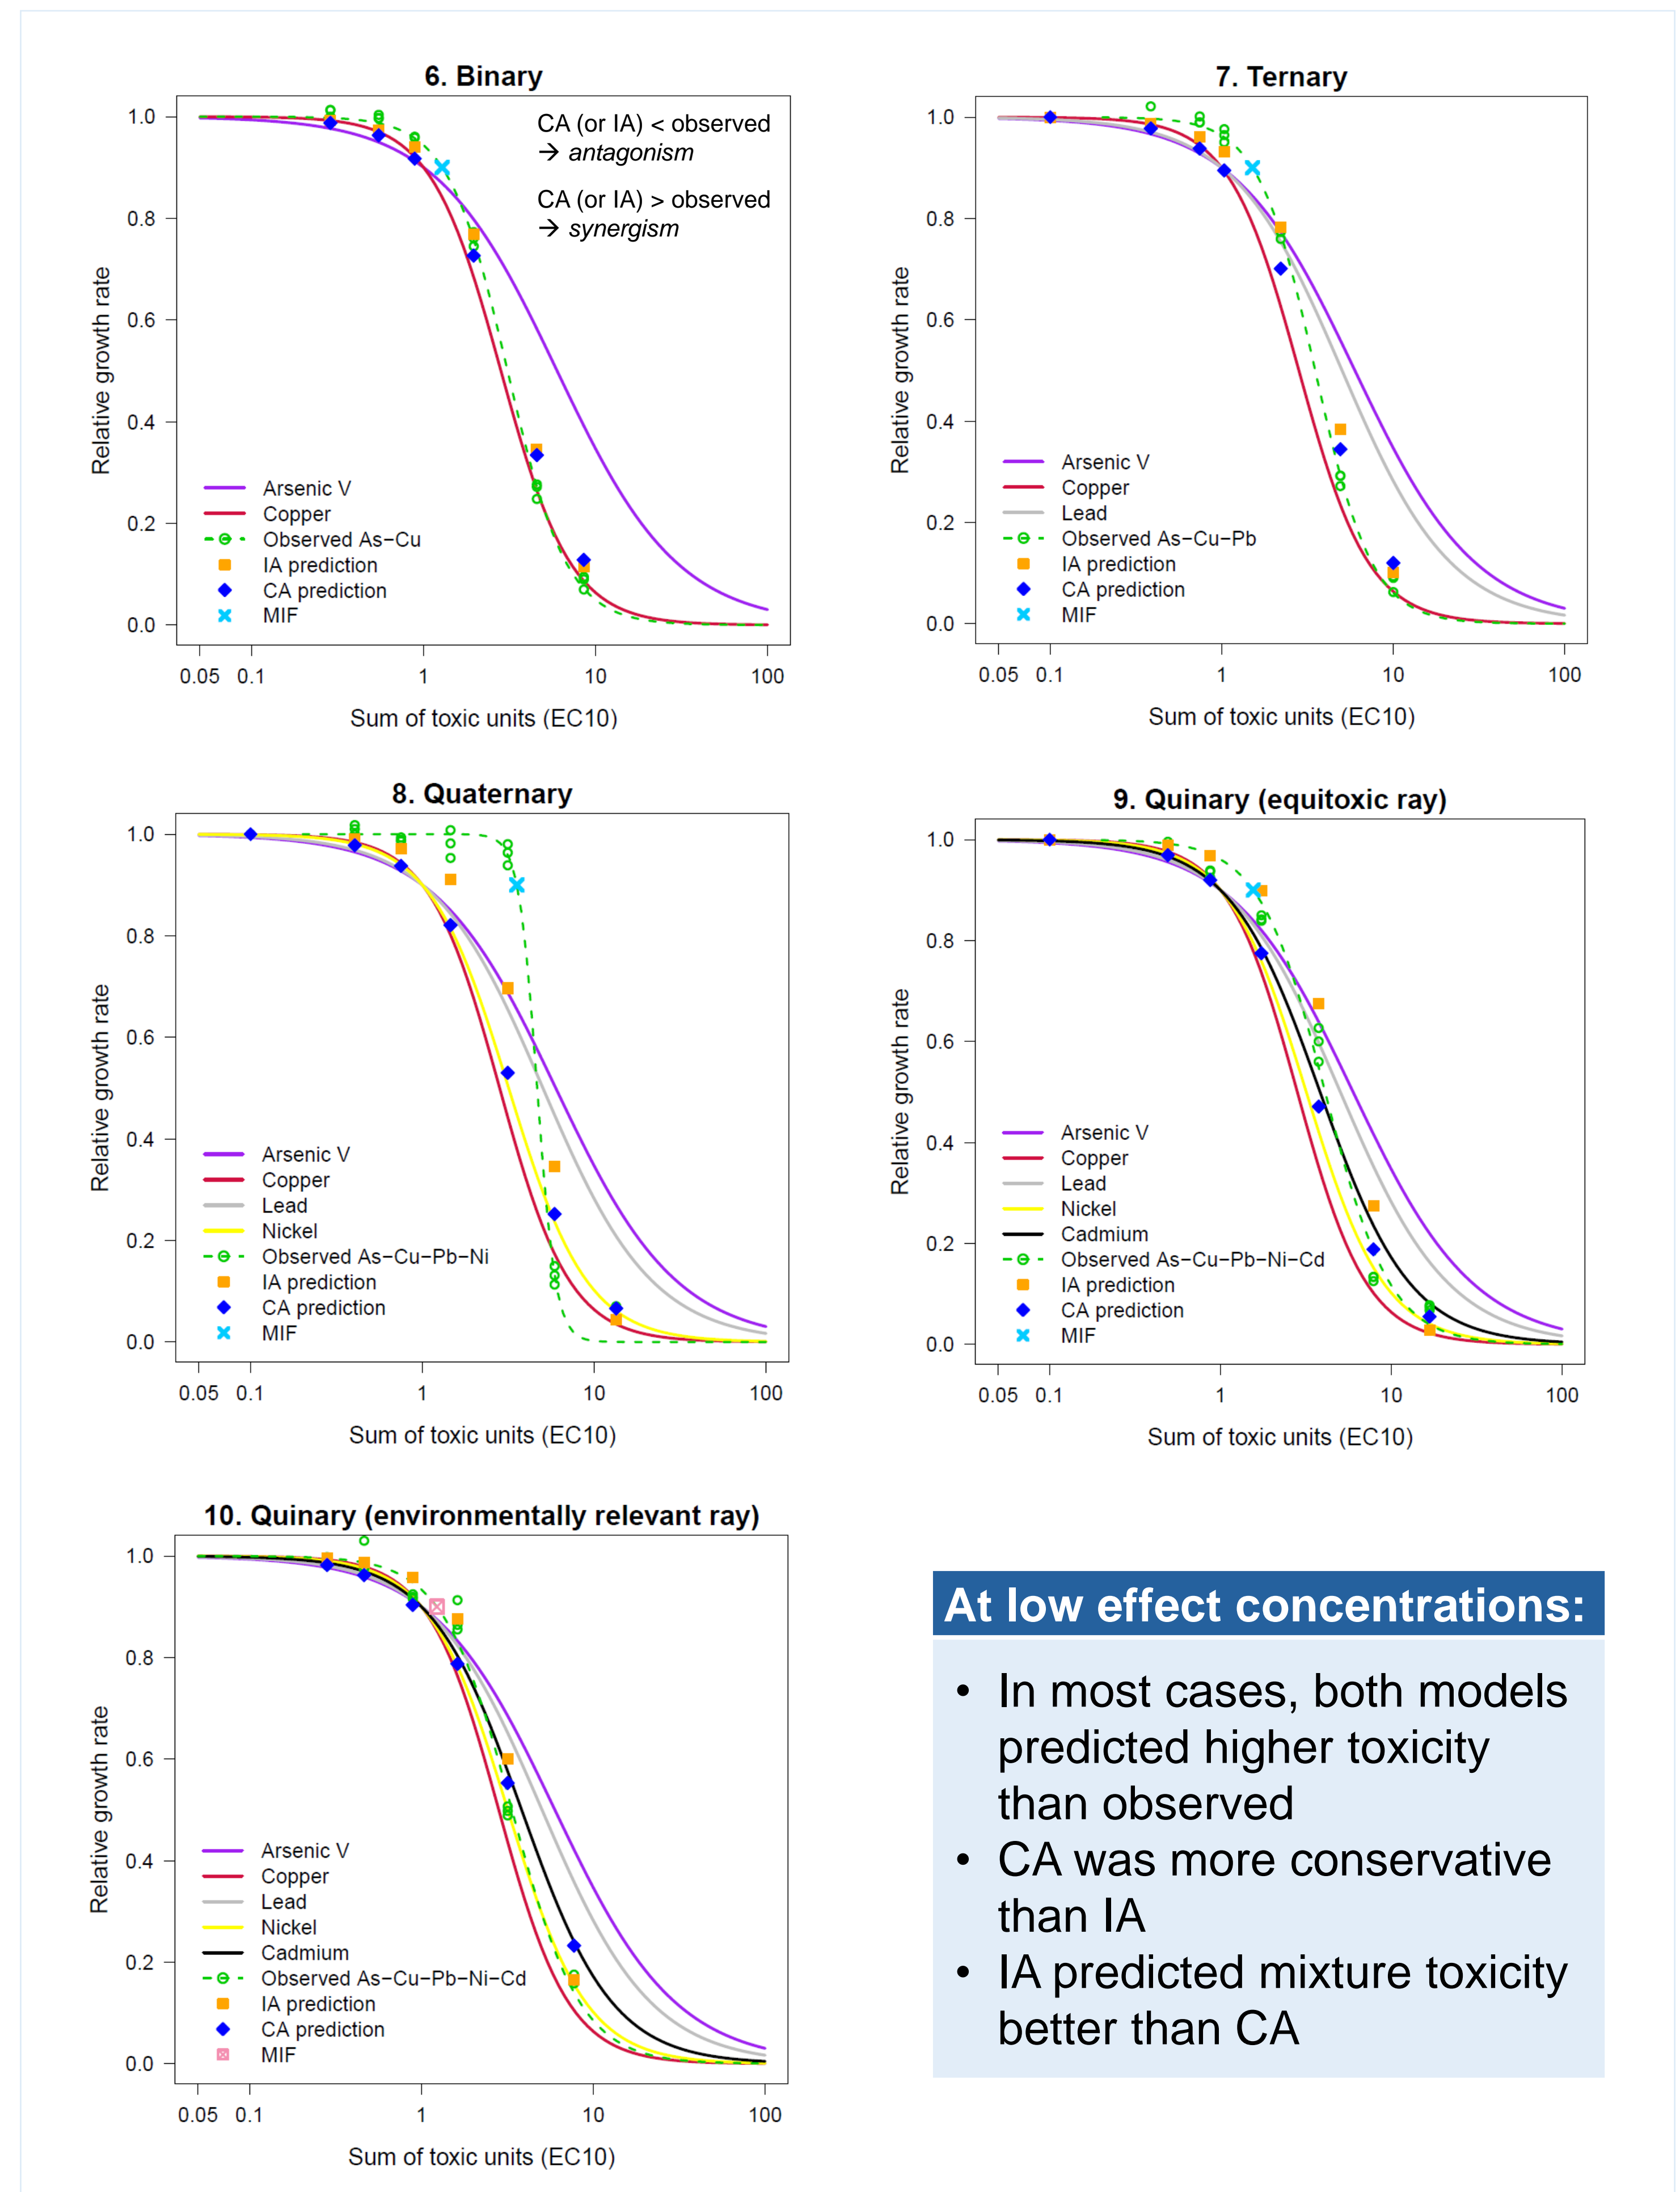 6. Binary
CA (or IA) < observed
→ antagonism
CA (or IA) > observed
→ synergism
Relative growth rate
1.0
0.8
0.6
0.4
0.2
0.0
Arsenic V
Copper
Observed As−Cu
IA prediction
CA prediction
MIF
0.05 0.1 1 10 100
Sum of toxic units (EC10)
7. Ternary
Relative growth rate
1.0
0.8
0.6
0.4
0.2
0.0
Arsenic V
Copper
Lead
Observed As−Cu−Pb
IA prediction
CA prediction
MIF
0.05 0.1 1 10 100
Sum of toxic units (EC10)
8. Quaternary
Relative growth rate
1.0
0.8
0.6
0.4
0.2
0.0
Arsenic V
Copper
Lead
Nickel
Observed As−Cu−Pb−Ni
IA prediction
CA prediction
MIF
0.05 0.1 1 10 100
Sum of toxic units (EC10)
9. Quinary (equitoxic ray)
Relative growth rate
1.0
0.8
0.6
0.4
0.2
0.0
Arsenic V
Copper
Lead
Nickel
Cadmium
Observed As−Cu−Pb−Ni−Cd
IA prediction
CA prediction
MIF
0.05 0.1 1 10 100
Sum of toxic units (EC10)
10. Quinary (environmentally relevant ray)
Relative growth rate
1.0
0.8
0.6
0.4
0.2
0.0
Arsenic V
Copper
Lead
Nickel
Cadmium
Observed As−Cu−Pb−Ni−Cd
IA prediction
CA prediction
MIF
0.05 0.1 1 10 100
Sum of toxic units (EC10)
At low effect concentrations:
• In most cases, both models
predicted higher toxicity
than observed
• CA was more conservative
than IA
• IA predicted mixture toxicity
better than CA